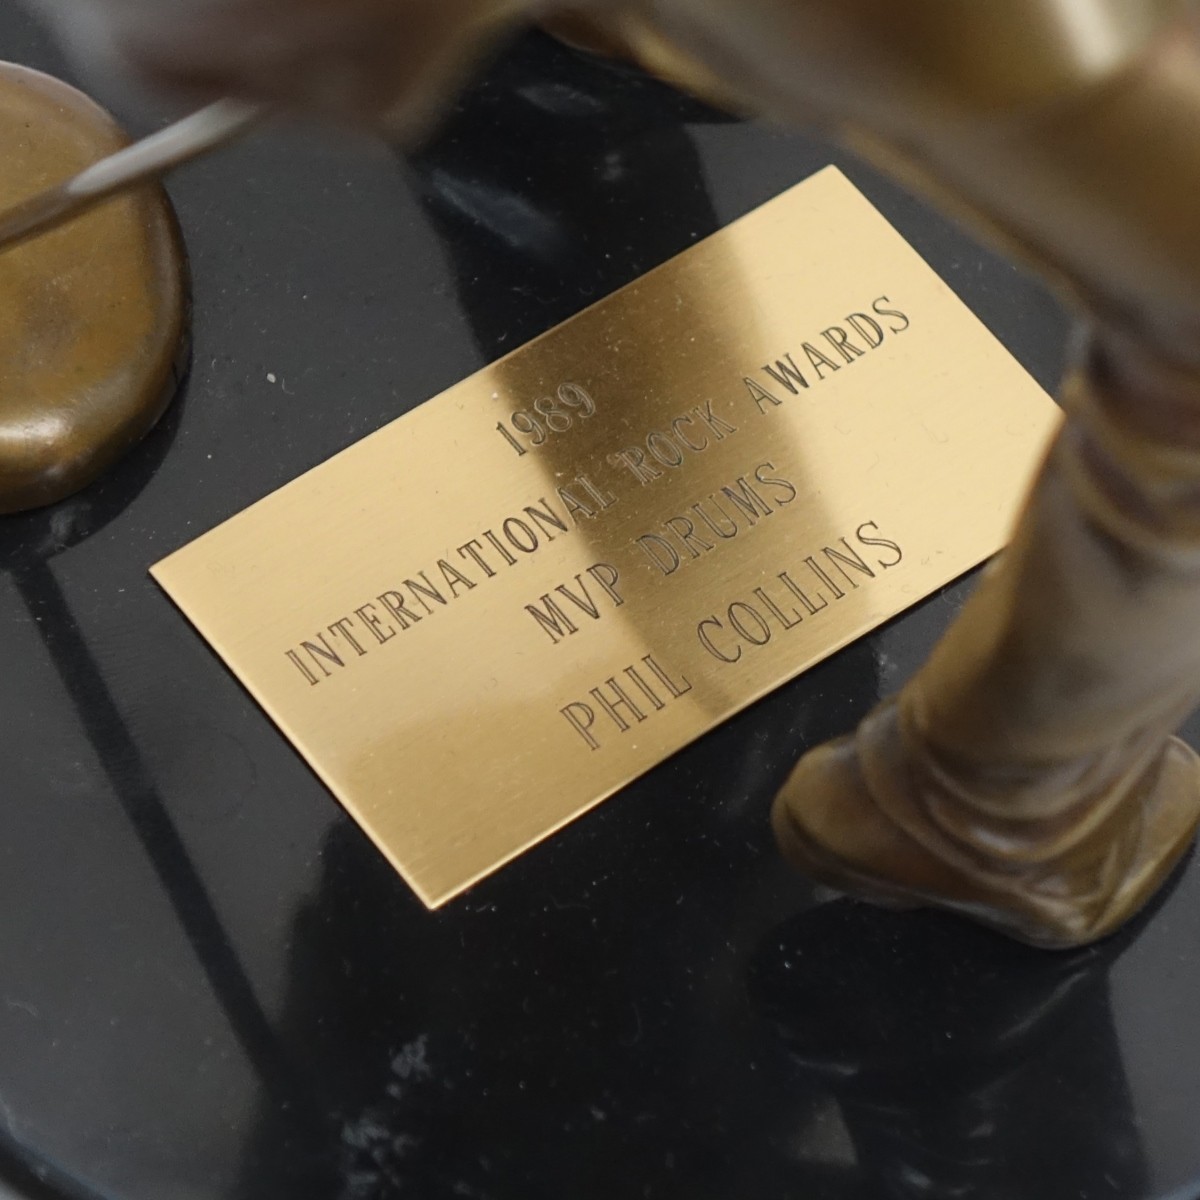 1989
INTERNATIONAL ROCK AWARDS
MVP DRUMS
PHIL COLLINS